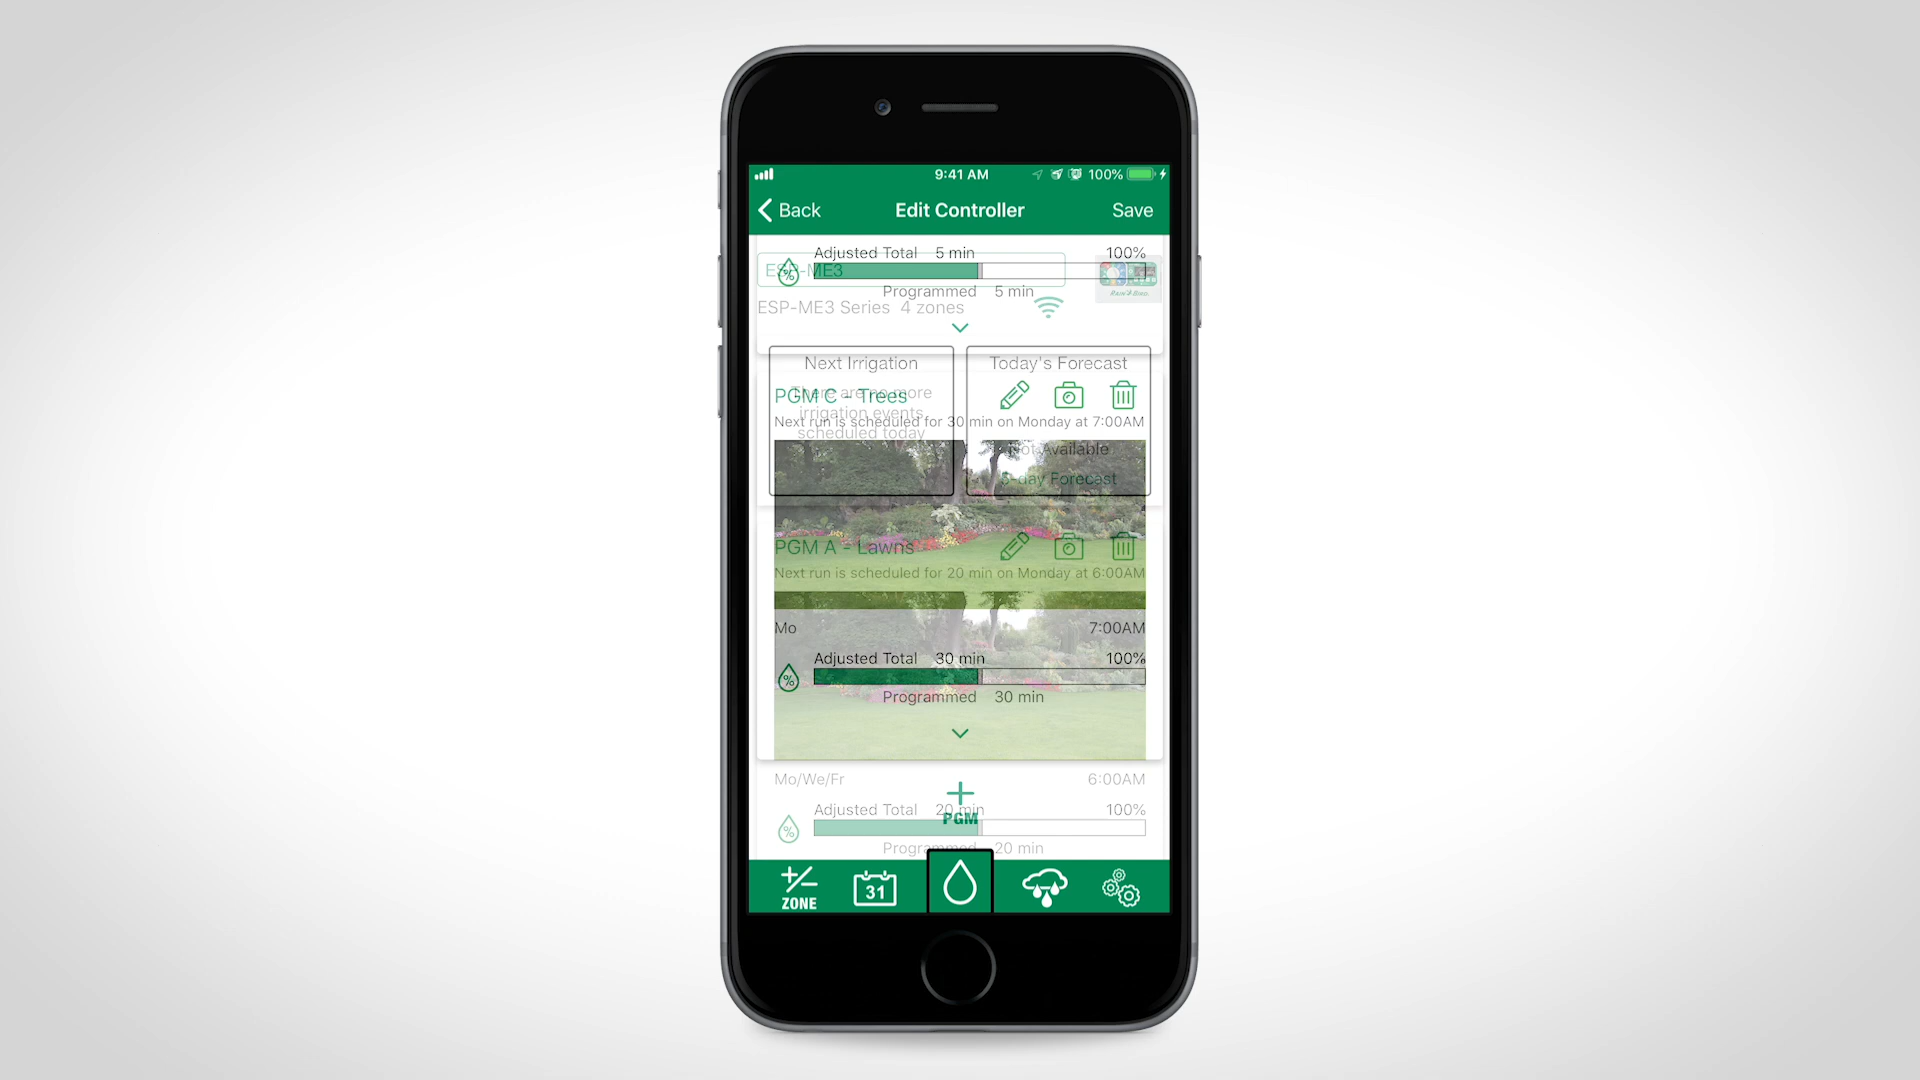 9:41 AM 100%
Back Edit Controller Save
Adjusted Total 5 min 100%
ESP-ME3
%
Programmed 5 min
RAIN BIRD
ESP-ME3 Series 4 zones
Next Irrigation
Today's Forecast
There are no more
irrigation events
scheduled today
PGM C - Trees
Next run is scheduled for 30 min on Monday at 7:00AM
Not Available
5-day Forecast
PGM A - Lawns
Next run is scheduled for 20 min on Monday at 6:00AM
Mo 7:00AM
Adjusted Total 30 min 100%
%
Programmed 30 min
Mo/We/Fr 6:00AM
Adjusted Total 20 min 100%
PGM
%
Programmed 20 min
ZONE
31